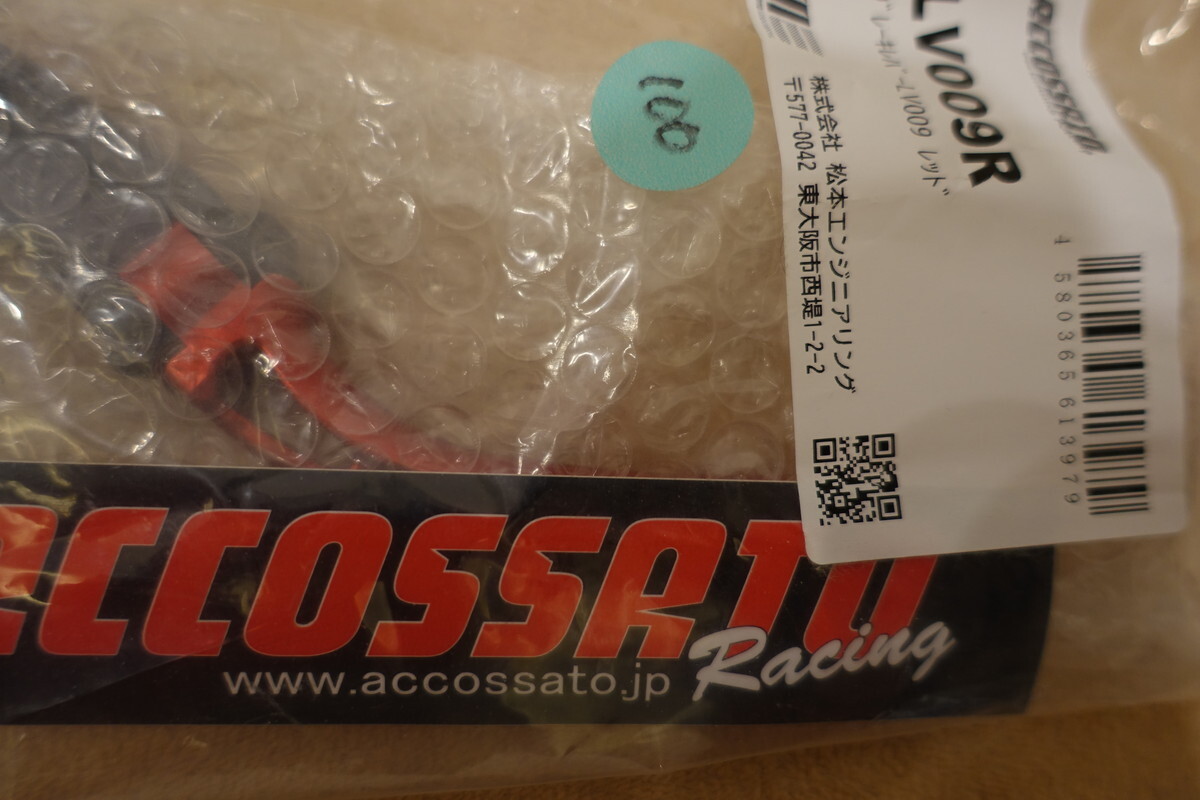 100
ACCOSSATO
LV009R
ブレーキレバーLV009 レッド
株式会社 松本エンジニアリング
〒577-0042 東大阪市西堤1-2-2
4 580365 613979
ACCOSSATO
Racing
www.accossato.jp